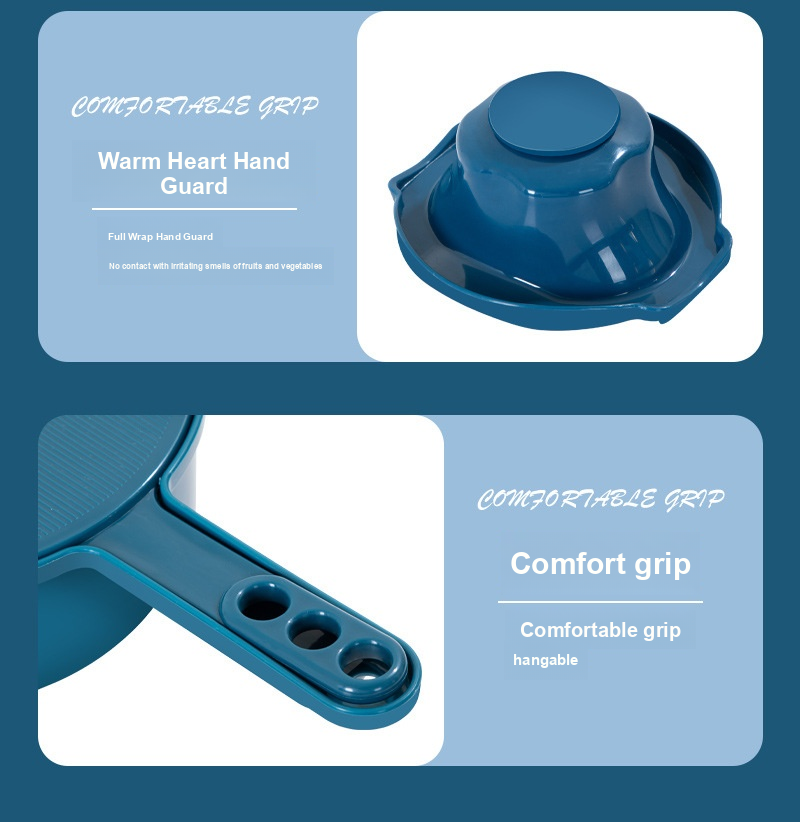 COMFORTABLE GRIP
Warm Heart Hand
Guard
Full Wrap Hand Guard
No contact with irritating smells of fruits and vegetables
COMFORTABLE GRIP
Comfort grip
Comfortable grip
hangable